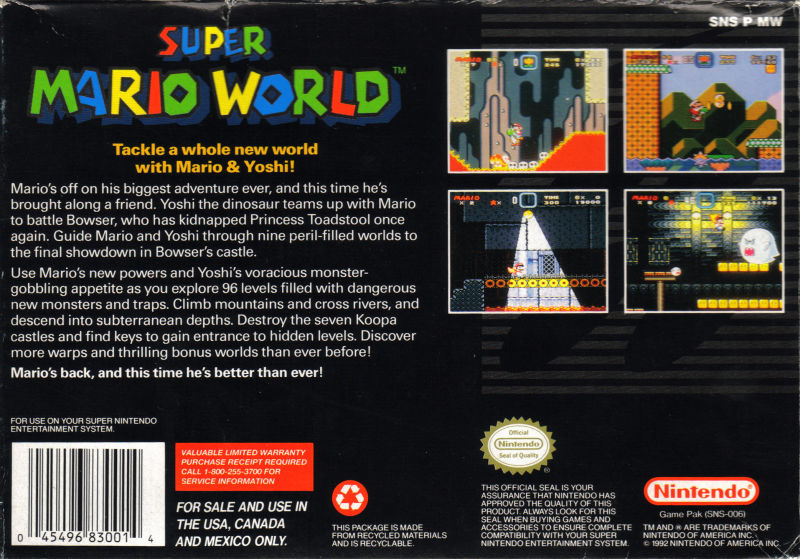 SNS P MW
SUPER
MARIO WORLD™
Tackle a whole new world
with Mario & Yoshi!
Mario's off on his biggest adventure ever, and this time he's
brought along a friend. Yoshi the dinosaur teams up with Mario
to battle Bowser, who has kidnapped Princess Toadstool once
again. Guide Mario and Yoshi through nine peril-filled worlds to
the final showdown in Bowser's castle.
Use Mario's new powers and Yoshi's voracious monster-
gobbling appetite as you explore 96 levels filled with dangerous
new monsters and traps. Climb mountains and cross rivers, and
descend into subterranean depths. Destroy the seven Koopa
castles and find keys to gain entrance to hidden levels. Discover
more warps and thrilling bonus worlds than ever before!
Mario's back, and this time he's better than ever!
MARIO
TIME
MARIO
TIME
300
19000
MARIO
FOR USE ON YOUR SUPER NINTENDO
ENTERTAINMENT SYSTEM.
0 45496 83001 4
VALUABLE LIMITED WARRANTY
PURCHASE RECEIPT REQUIRED
CALL 1-800-255-3700 FOR
SERVICE INFORMATION
FOR SALE AND USE IN
THE USA, CANADA
AND MEXICO ONLY.
THIS PACKAGE IS MADE
FROM RECYCLED MATERIALS
AND IS RECYCLABLE.
Official
Nintendo
Seal of Quality
THIS OFFICIAL SEAL IS YOUR
ASSURANCE THAT NINTENDO HAS
APPROVED THE QUALITY OF THIS
PRODUCT. ALWAYS LOOK FOR THIS
SEAL WHEN BUYING GAMES AND
ACCESSORIES TO ENSURE COMPLETE
COMPATIBILITY WITH YOUR SUPER
NINTENDO ENTERTAINMENT SYSTEM.
Nintendo®
Game Pak (SNS-006)
TM AND ® ARE TRADEMARKS OF
NINTENDO OF AMERICA INC.
© 1992 NINTENDO OF AMERICA INC.